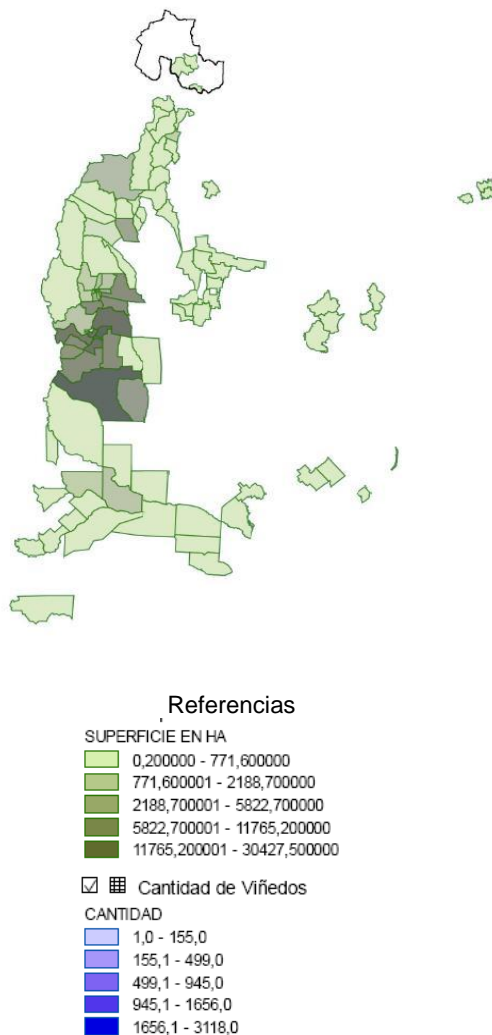 Referencias
SUPERFICIE EN HA
0,200000 - 771,600000
771,600001 - 2188,700000
2188,700001 - 5822,700000
5822,700001 - 11765,200000
11765,200001 - 30427,500000
Cantidad de Viñedos
CANTIDAD
1,0 - 155,0
155,1 - 499,0
499,1 - 945,0
945,1 - 1656,0
1656,1 - 3118,0